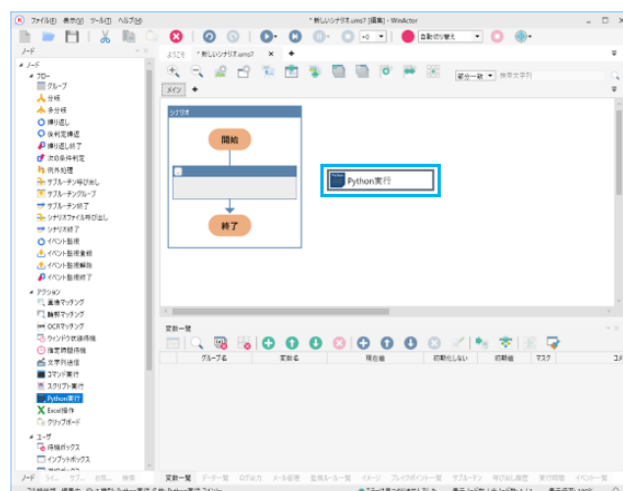 ファイル(F) 表示(V) ツール(T) ヘルプ(H)
* 新しいシナリオ.ums7 [編集] - WinActor
ノード
ようこそ * 新しいシナリオ.ums7
×0
自動切り替え
部分一致 検索文字列
メイン
ノード
フロー
グループ
分岐
多分岐
繰り返し
後判定繰返
繰り返し終了
次の条件判定
例外処理
サブルーチン呼び出し
サブルーチングループ
サブルーチン終了
シナリオファイル呼び出し
シナリオ終了
イベント監視
イベント監視登録
イベント監視解除
イベント監視終了
アクション
画像マッチング
輪郭マッチング
OCRマッチング
ウィンドウ状態待機
指定時間待機
文字列送信
コマンド実行
スクリプト実行
Python実行
Excel操作
クリップボード
ユーザ
待機ボックス
インプットボックス
シナリオ
開始
終了
Python実行
変数一覧
グループ名 変数名 現在値 初期化しない 初期値 マスク
ノード 検索
変数一覧 データ一覧 ログ出力 メール管理 監視ルール一覧 イメージ ブレイクポイント一覧 サブルーチン 呼び出し履歴 実行時間 イベント一覧